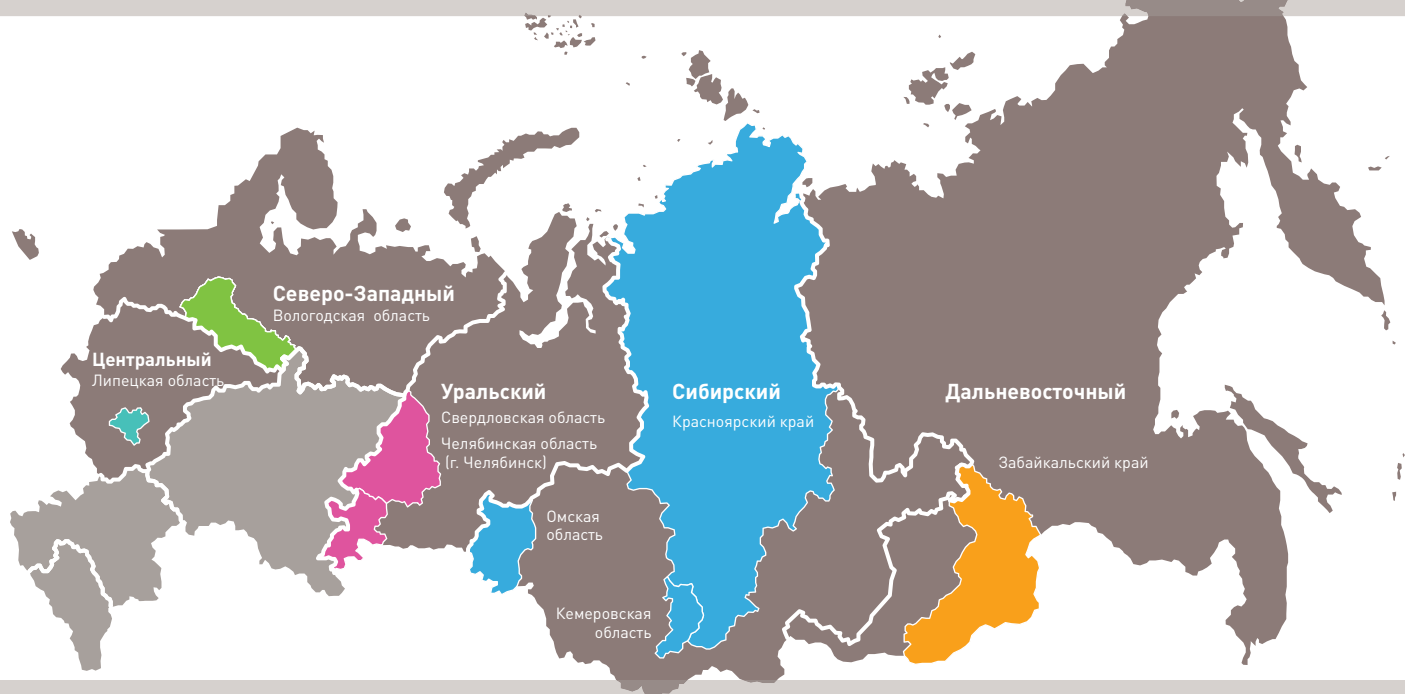 Северо-Западный
Вологодская область
Центральный
Липецкая область
Уральский
Свердловская область
Челябинская область
(г. Челябинск)
Сибирский
Красноярский край
Дальневосточный
Забайкальский край
Омская
область
Кемеровская
область